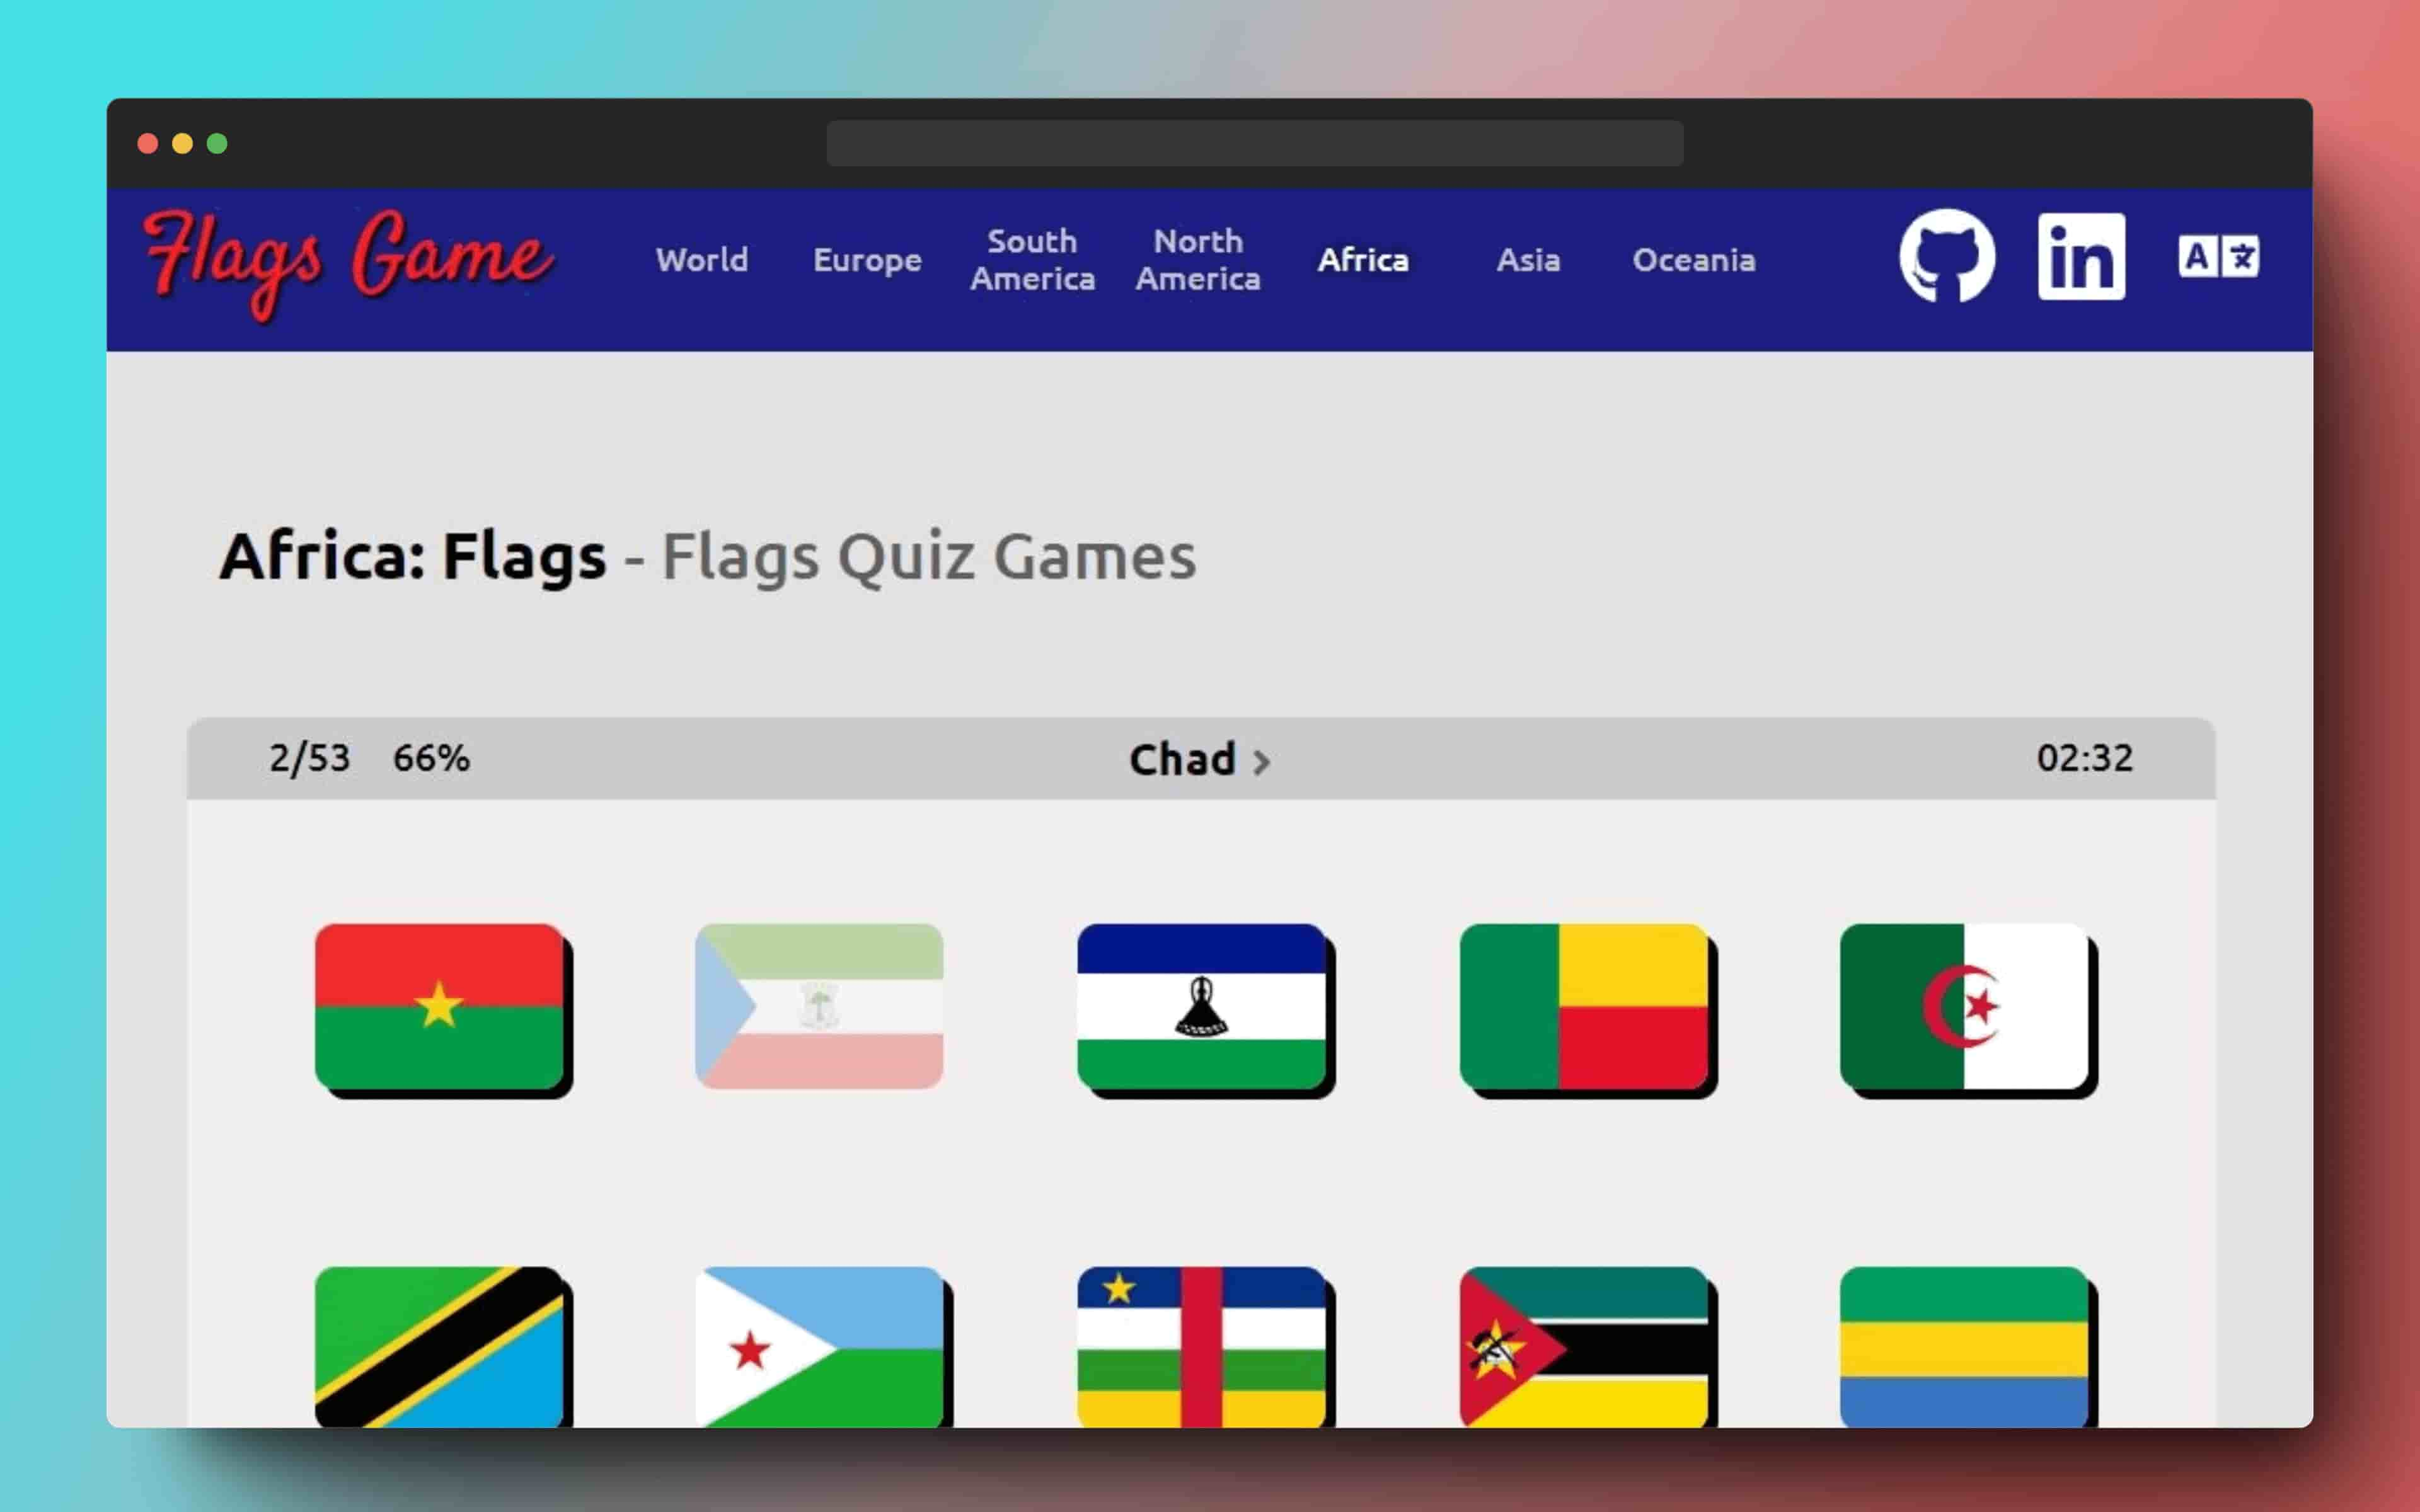 Flags Game
World
Europe
South
America
North
America
Africa
Asia
Oceania
in
A
Africa: Flags - Flags Quiz Games
2/53 66%
Chad >
02:32